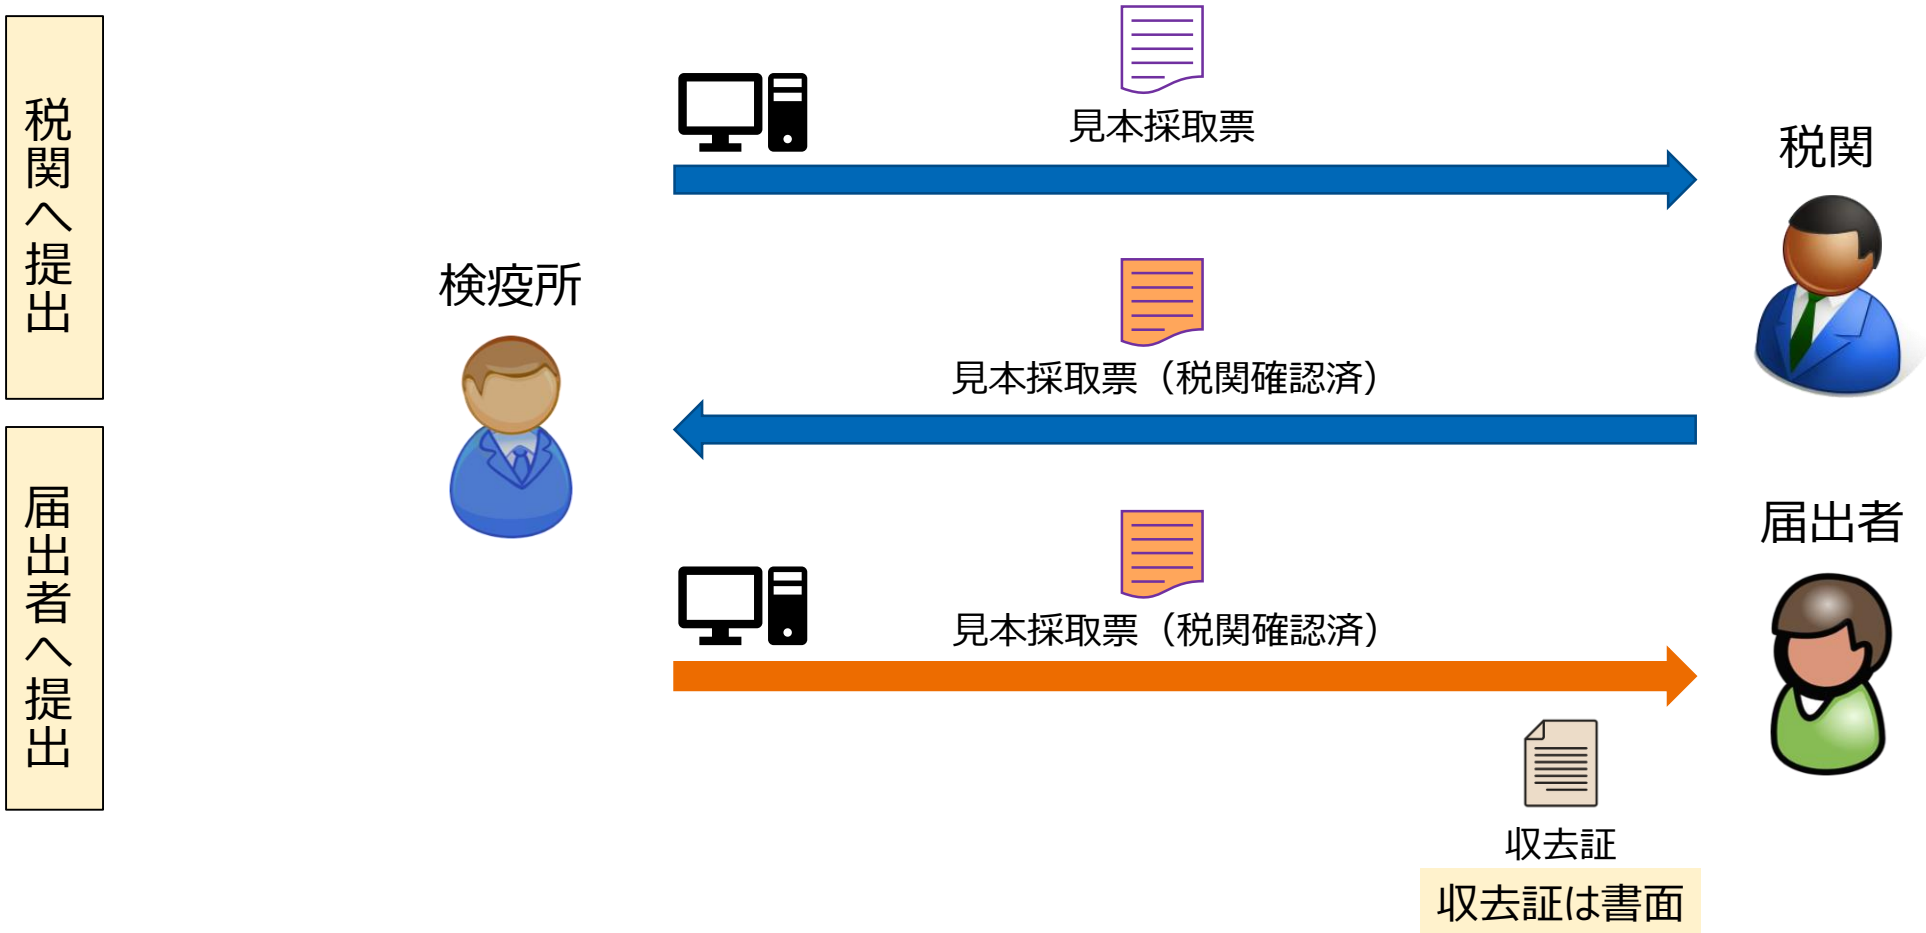 税関へ提出
見本採取票
税関
検疫所
見本採取票（税関確認済）
届出者へ提出
届出者
見本採取票（税関確認済）
収去証
収去証は書面